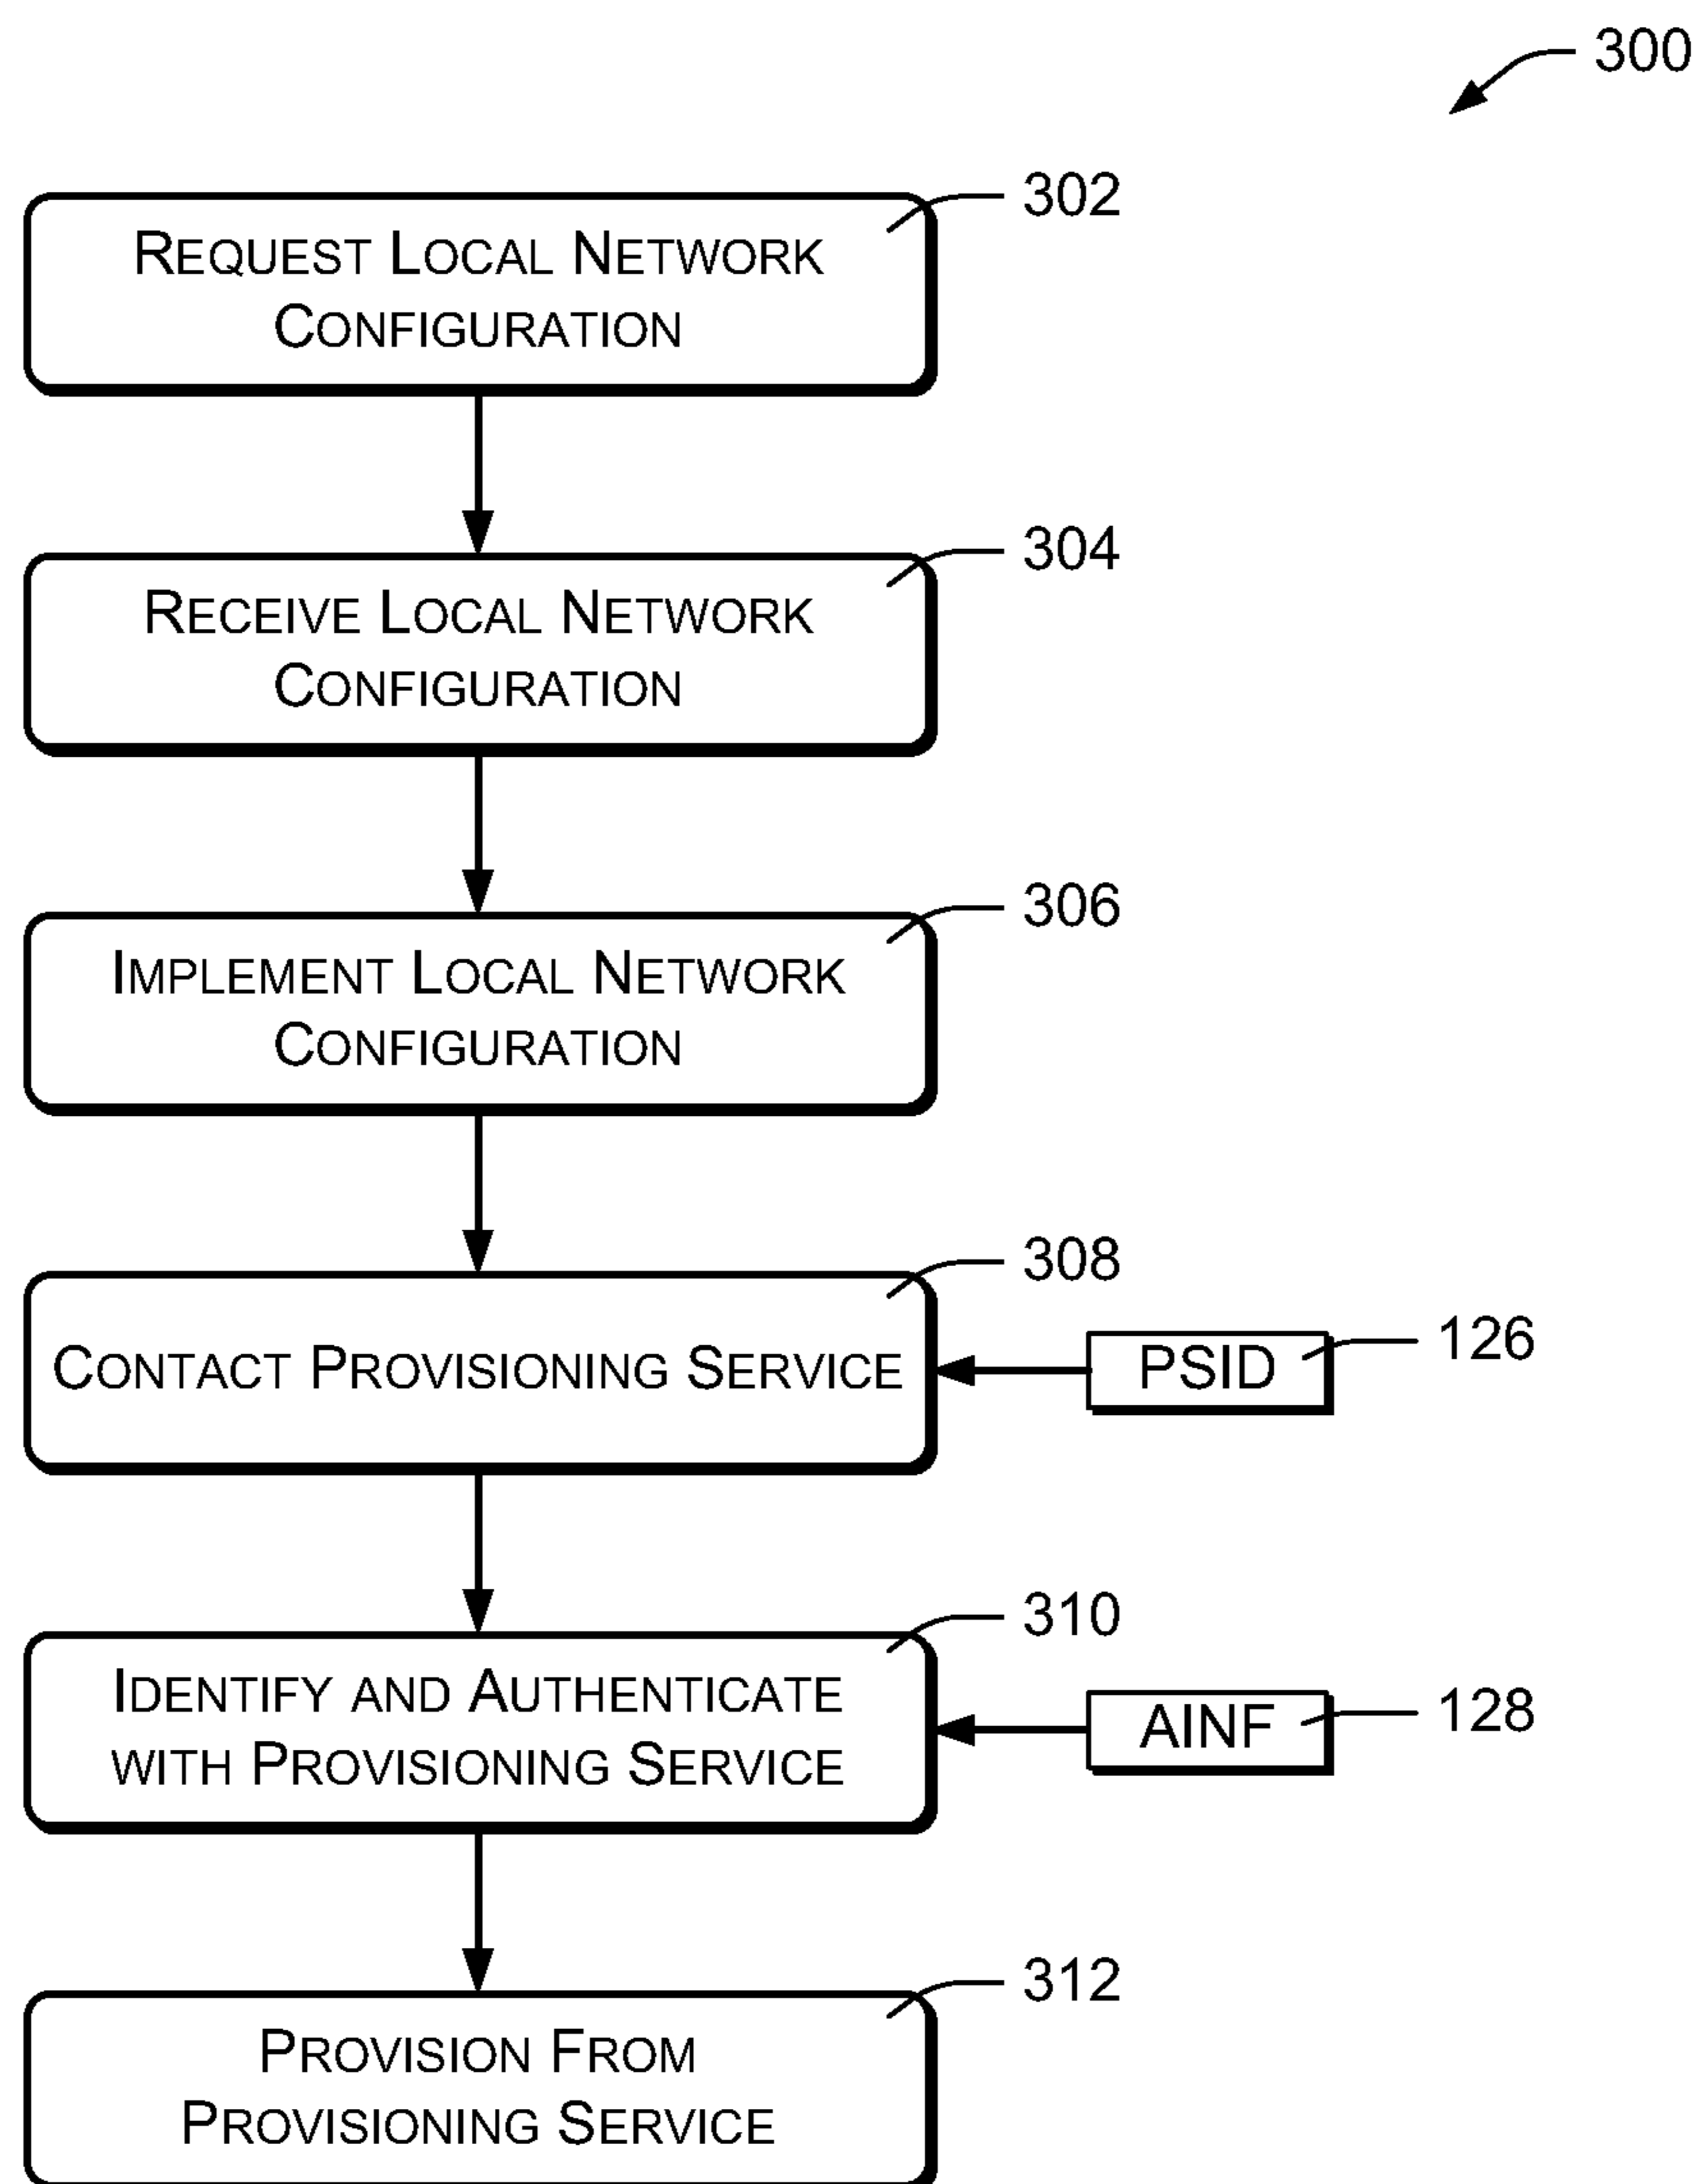 300
302
REQUEST LOCAL NETWORK
CONFIGURATION
304
RECEIVE LOCAL NETWORK
CONFIGURATION
306
IMPLEMENT LOCAL NETWORK
CONFIGURATION
308
CONTACT PROVISIONING SERVICE
PSID
126
310
IDENTIFY AND AUTHENTICATE
WITH PROVISIONING SERVICE
AINF
128
312
PROVISION FROM
PROVISIONING SERVICE